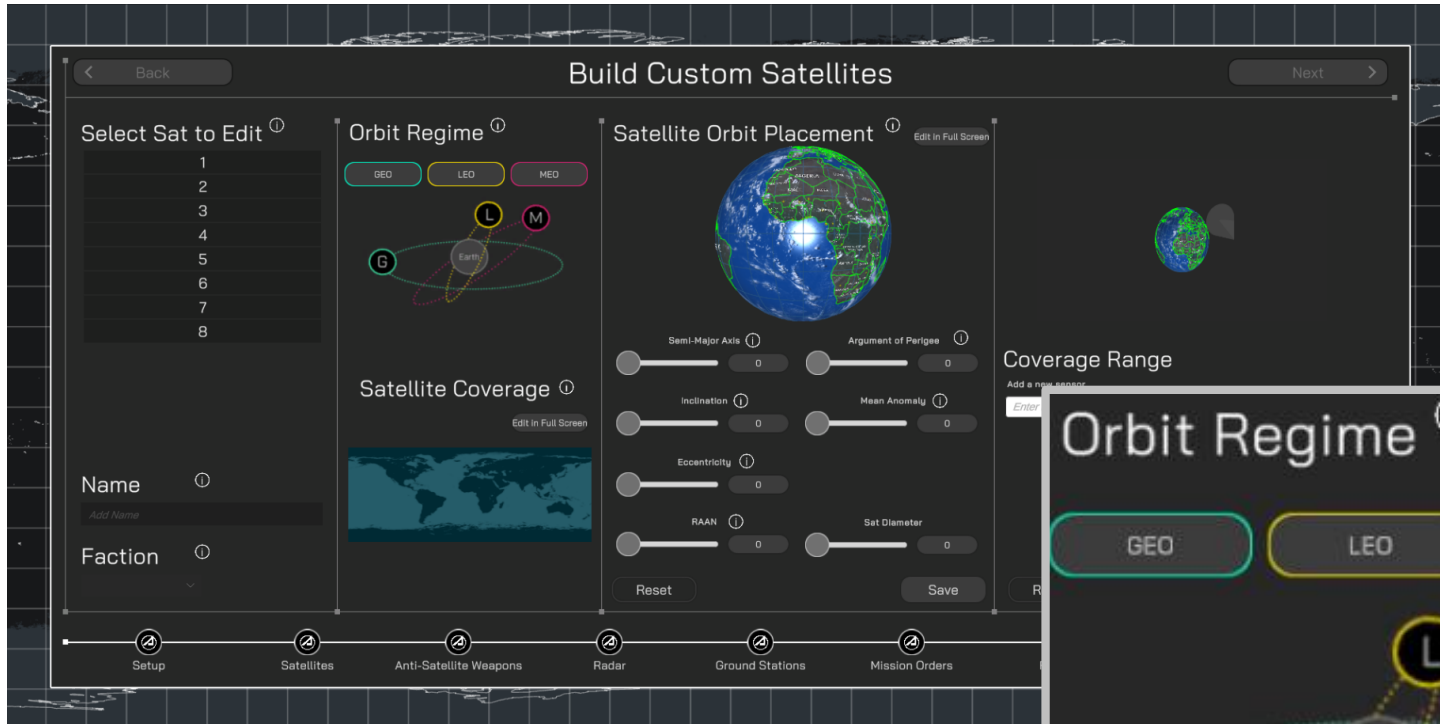 Back
Build Custom Satellites
Next
Select Sat to Edit
1
2
3
4
5
6
7
8
Name
Add Name
Faction
Orbit Regime
GEO LEO MEO
L M
G Earth
Satellite Coverage
Edit in Full Screen
Satellite Orbit Placement
Edit in Full Screen
Semi-Major Axis
0
Argument of Perigee
0
Inclination
0
Mean Anomaly
0
Eccentricity
0
RAAN
0
Sat Diameter
0
Reset Save
Coverage Range
Add a new sensor
Enter
R
Setup Satellites Anti-Satellite Weapons Radar Ground Stations Mission Orders
Orbit Regime
GEO LEO
L